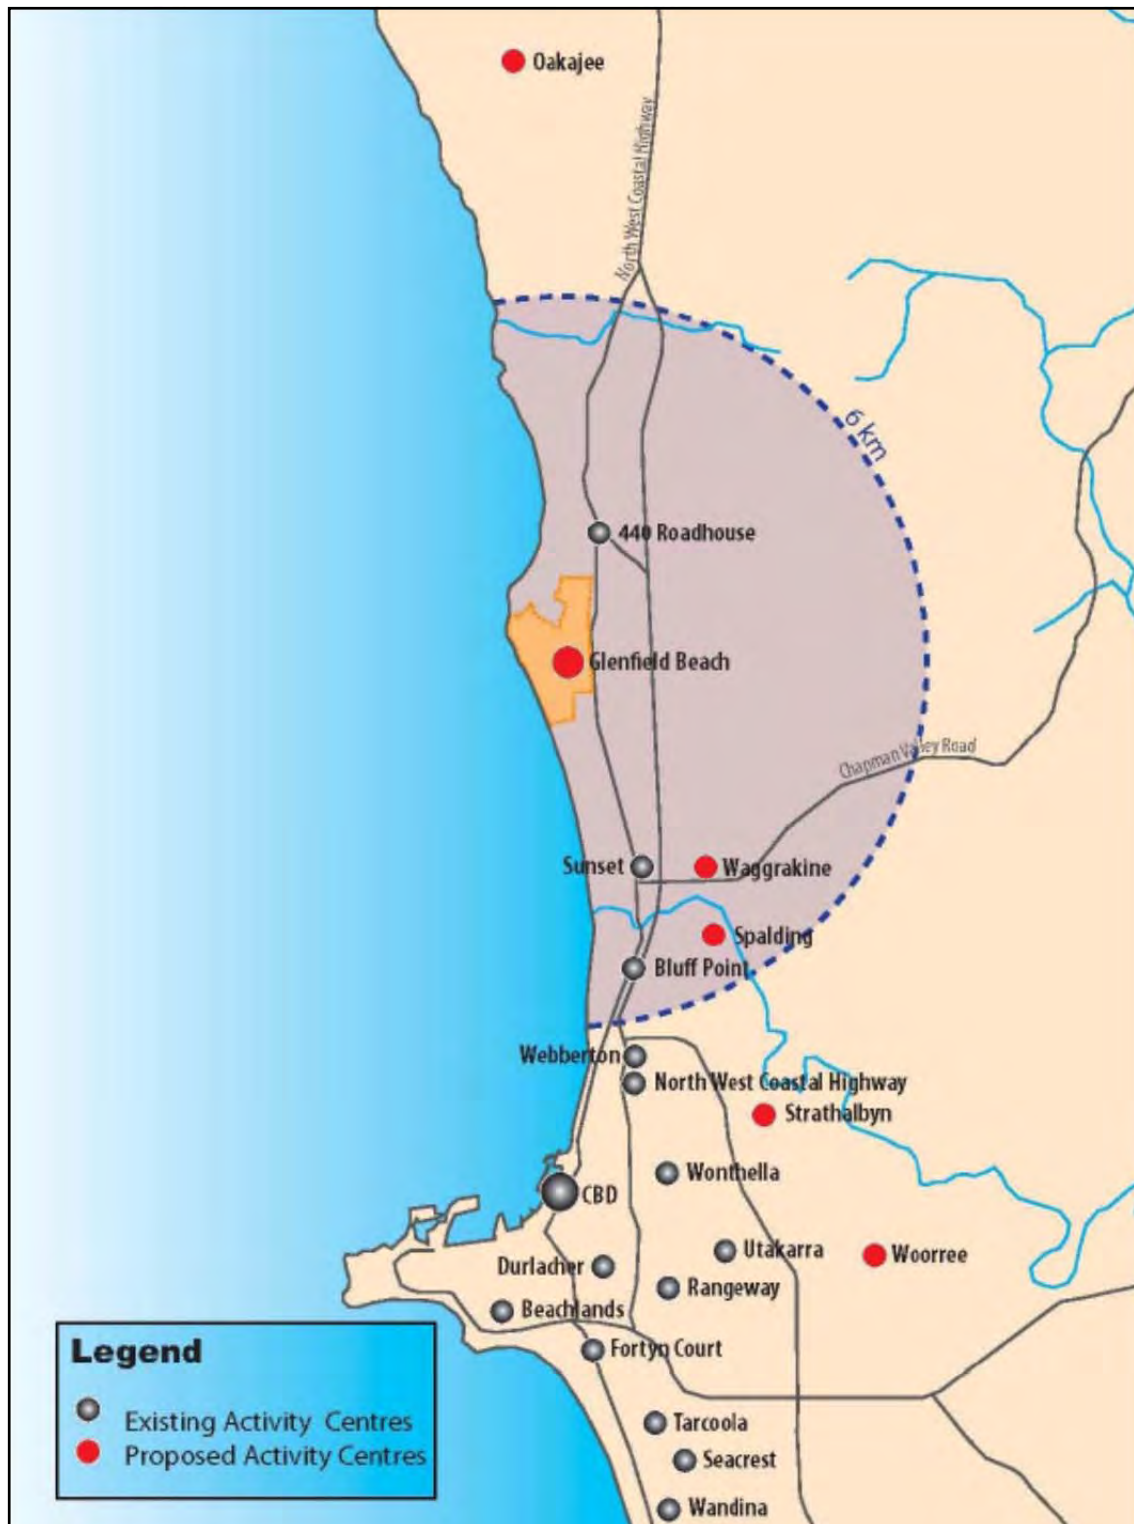 Oakajee
North West Coastal Highway
6 km
440 Roadhouse
Glenfield Beach
Chapman Valley Road
Sunset
Waggrakine
Spalding
Bluff Point
Webberton
North West Coastal Highway
Strathalbyn
Wonthella
CBD
Utakarra
Woorree
Durlacher
Rangeway
Beachlands
Fortyn Court
Legend
Existing Activity Centres
Proposed Activity Centres
Tarcoola
Seacrest
Wandina